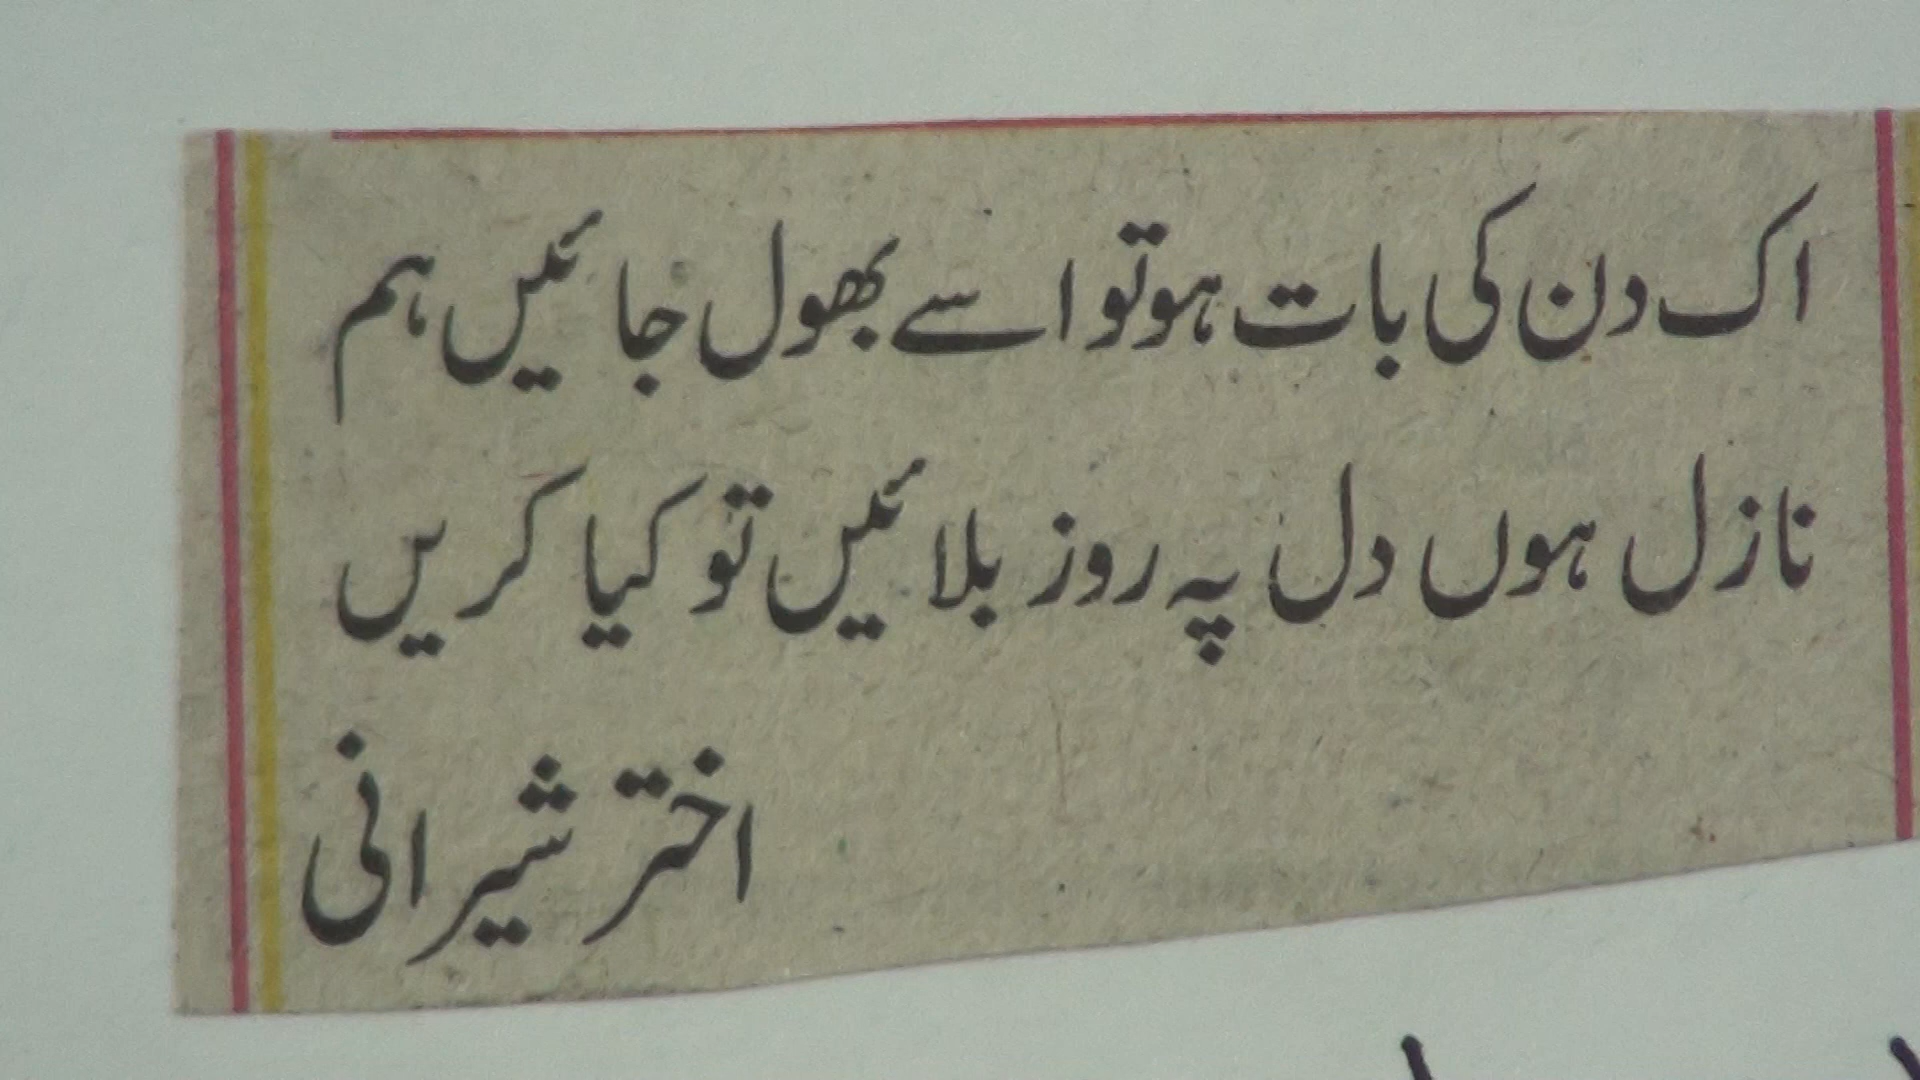 اک دن کی بات ہو تو اسے بھول جائیں ہم
نازل ہوں دل پہ روز بلائیں تو کیا کریں
اختر شیرانی